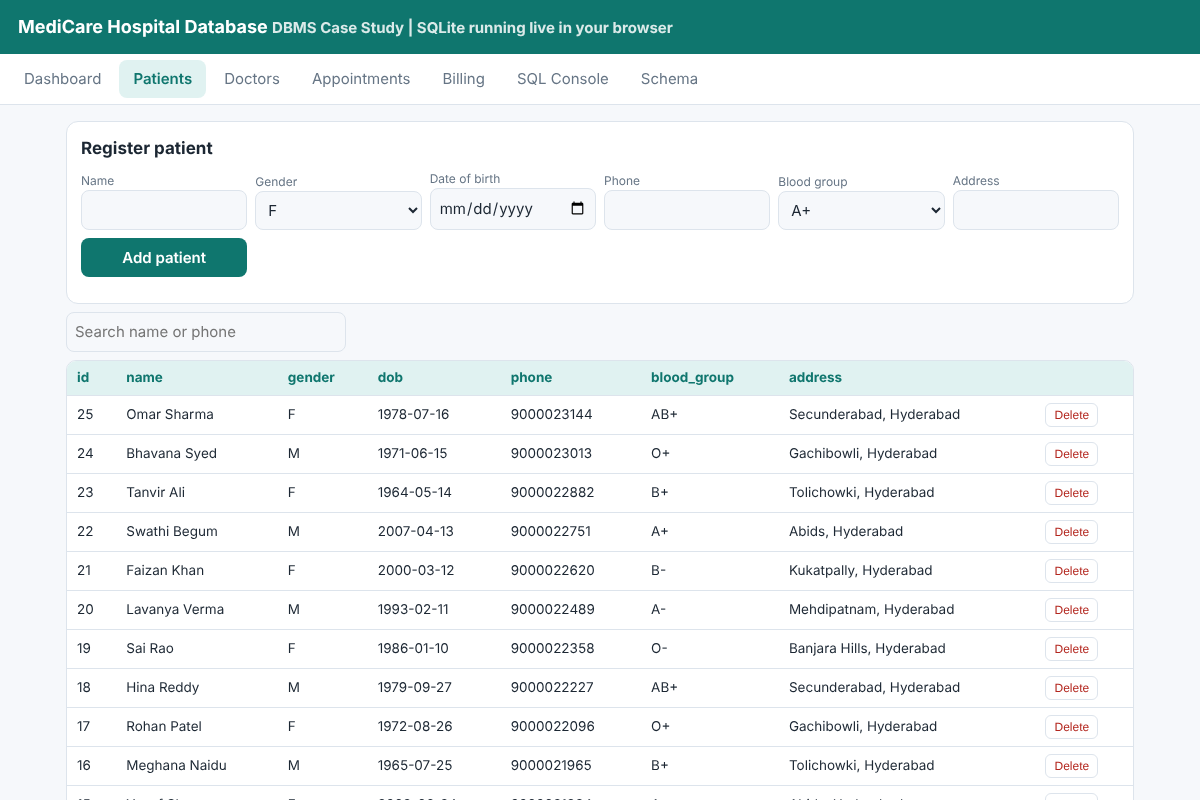 MediCare Hospital Database DBMS Case Study | SQLite running live in your browser
Dashboard Patients Doctors Appointments Billing SQL Console Schema
Register patient
Name Gender Date of birth Phone Blood group Address
F mm/dd/yyyy A+
Add patient
Search name or phone
id name gender dob phone blood_group address
25 Omar Sharma F 1978-07-16 9000023144 AB+ Secunderabad, Hyderabad Delete
24 Bhavana Syed M 1971-06-15 9000023013 O+ Gachibowli, Hyderabad Delete
23 Tanvir Ali F 1964-05-14 9000022882 B+ Tolichowki, Hyderabad Delete
22 Swathi Begum M 2007-04-13 9000022751 A+ Abids, Hyderabad Delete
21 Faizan Khan F 2000-03-12 9000022620 B- Kukatpally, Hyderabad Delete
20 Lavanya Verma M 1993-02-11 9000022489 A- Mehdipatnam, Hyderabad Delete
19 Sai Rao F 1986-01-10 9000022358 O- Banjara Hills, Hyderabad Delete
18 Hina Reddy M 1979-09-27 9000022227 AB+ Secunderabad, Hyderabad Delete
17 Rohan Patel F 1972-08-26 9000022096 O+ Gachibowli, Hyderabad Delete
16 Meghana Naidu M 1965-07-25 9000021965 B+ Tolichowki, Hyderabad Delete